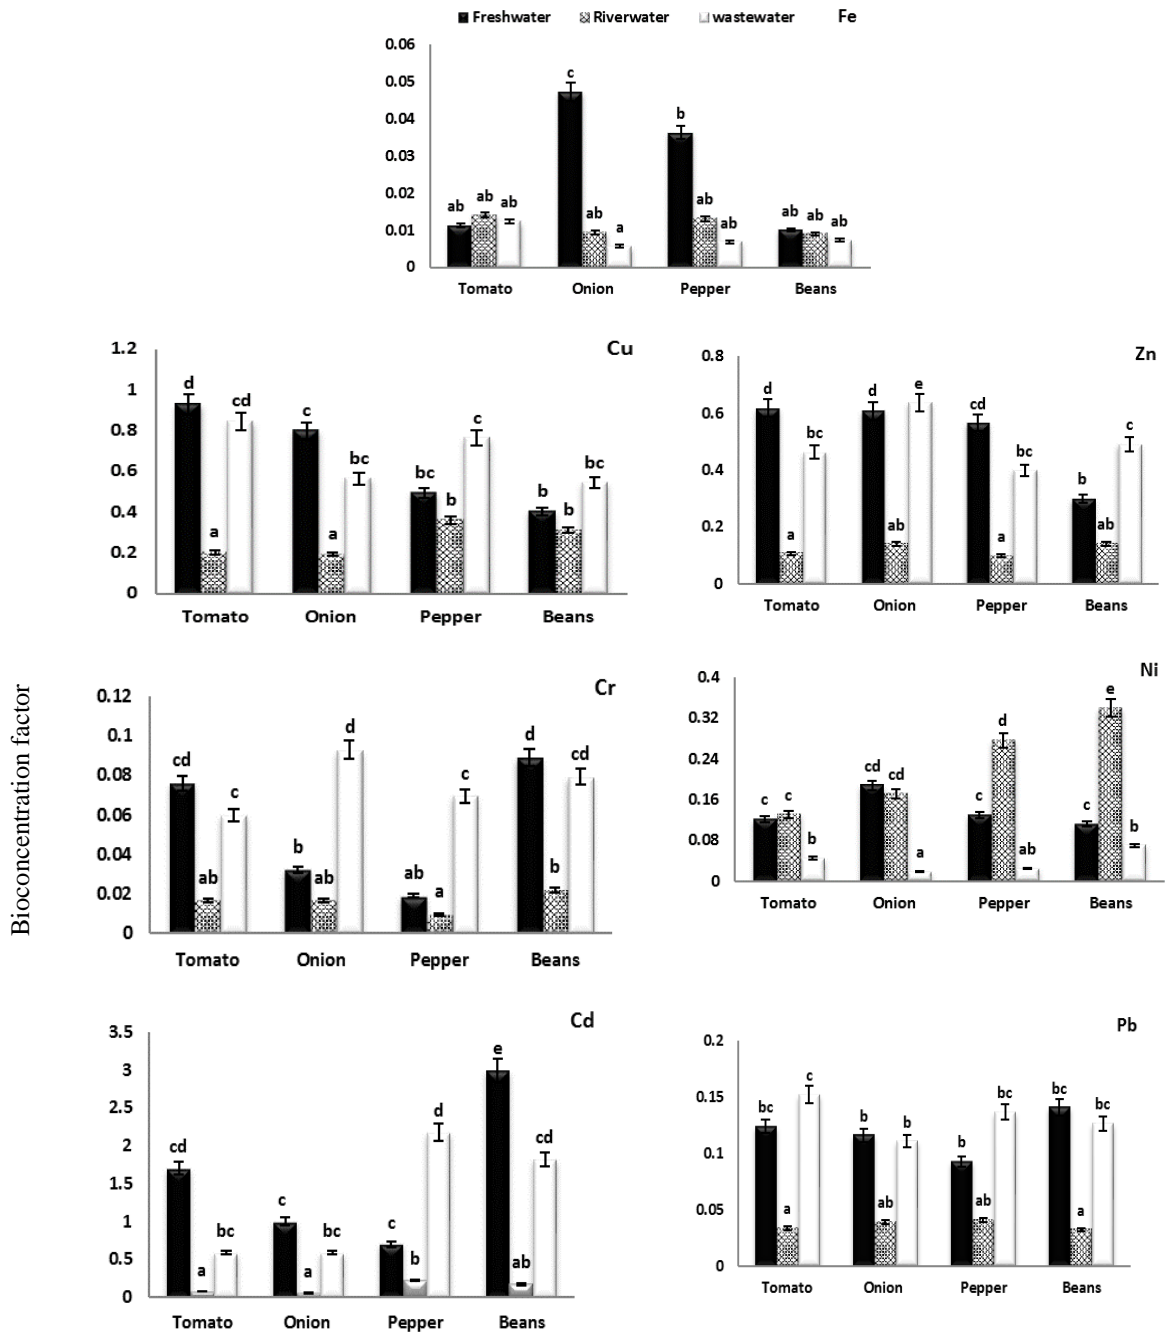 Freshwater Riverwater wastewater Fe
0.06
0.05
0.04
0.03
0.02
0.01
0
c
b
ab ab ab
ab a
ab ab
ab ab ab
Tomato Onion Pepper Beans
Cu
1.2
1
0.8
0.6
0.4
0.2
0
d a cd
c a bc
bc b c
b b bc
Tomato Onion Pepper Beans
Zn
0.8
0.6
0.4
0.2
0
d a bc
d ab e
cd a bc
b ab c
Tomato Onion Pepper Beans
Bioconcentration factor
Cr
0.12
0.1
0.08
0.06
0.04
0.02
0
cd ab c
b ab d
ab a c
d b cd
Tomato Onion Pepper Beans
Ni
0.4
0.32
0.24
0.16
0.08
0
c c b
cd cd a
c d ab
c e b
Tomato Onion Pepper Beans
Cd
3.5
3
2.5
2
1.5
1
0.5
0
cd a bc
c a bc
c b d
e ab cd
Tomato Onion Pepper Beans
Pb
0.2
0.15
0.1
0.05
0
bc a c
b ab b
b ab bc
bc a bc
Tomato Onion Pepper Beans